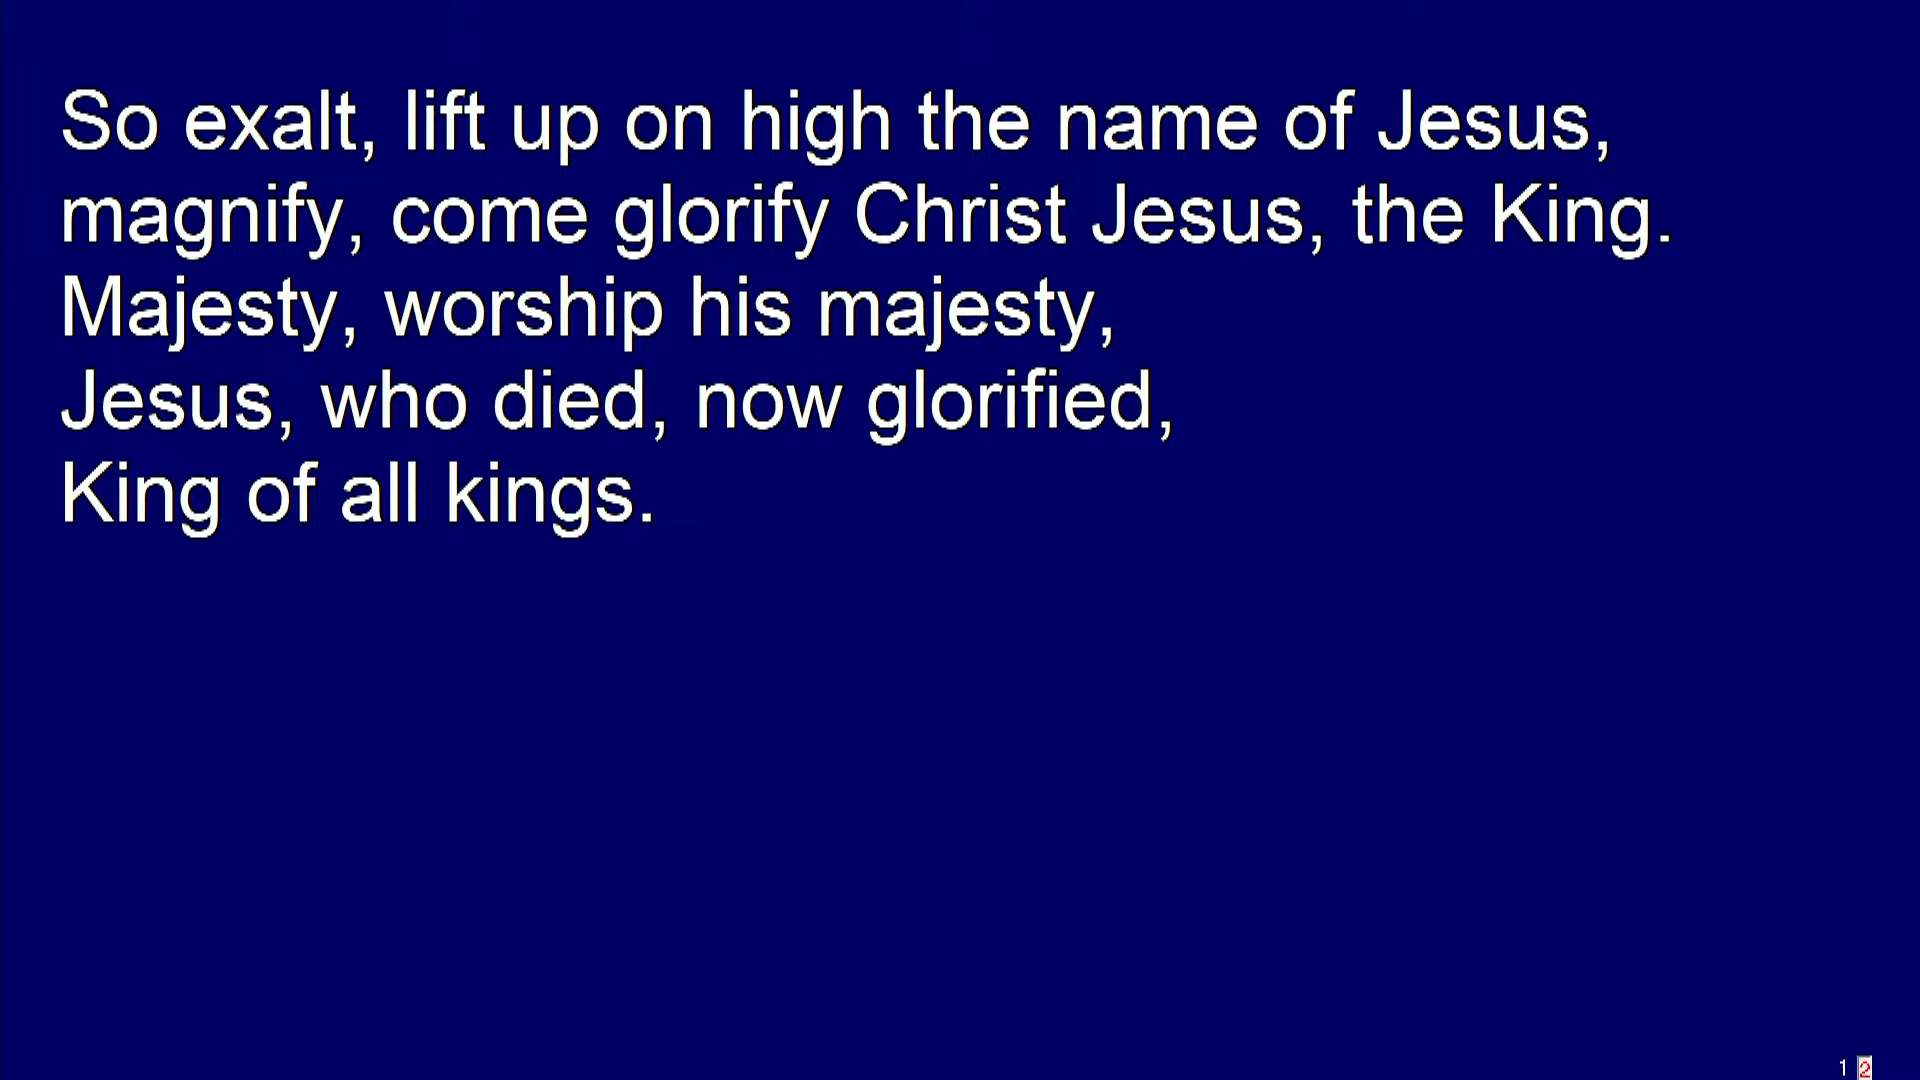 So exalt, lift up on high the name of Jesus,
magnify, come glorify Christ Jesus, the King.
Majesty, worship his majesty,
Jesus, who died, now glorified,
King of all kings.
1 2